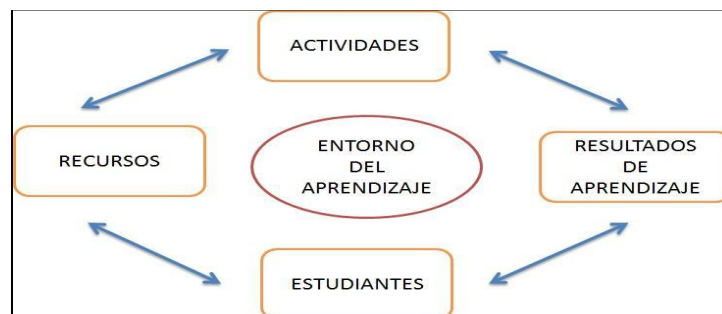 ACTIVIDADES
RECURSOS
ENTORNO
DEL
APRENDIZAJE
RESULTADOS
DE
APRENDIZAJE
ESTUDIANTES